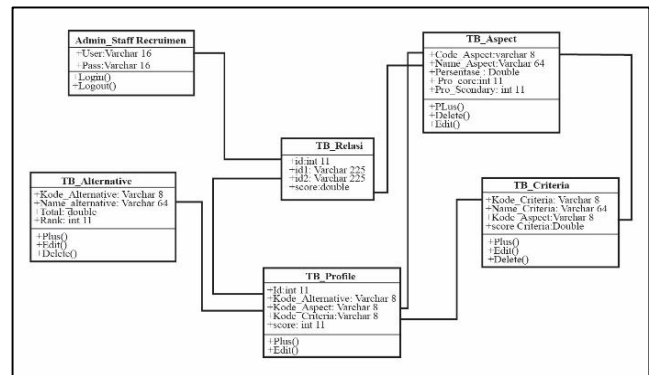 Admin_Staff Recruimen
+User:Varchar 16
+Pass:Varchar 16
+Login()
+Logout()
TB_Aspect
+Code_Aspect:varchar 8
+Name_Aspect:Varchar 64
+Persentase : Double
+ Pro_core:int 11
+Pro_Scondary: int 11
+PLus()
+Delete()
+Edit()
TB_Relasi
+id:int 11
+id1: Varchar 225
+id2: Varchar 225
+score:double
TB_Alternative
+Kode_Alternative: Varchar 8
+Name_alternative: Varchar 64
+Total: double
+Rank: int 11
+Plus()
+Edit()
+Delete()
TB_Criteria
+Kode_Criteria: Varchar 8
+Name_Criteria: Varchar 64
+Kode_Aspect:Varchar 8
+score Criteria:Double
+Plus()
+Edit()
+Delete()
TB_Profile
+Id:int 11
+Kode_Alternative: Varchar 8
+Kode_Aspect: Varchar 8
+Kode_Criteria:Varchar 8
+score: int 11
+Plus()
+Edit()